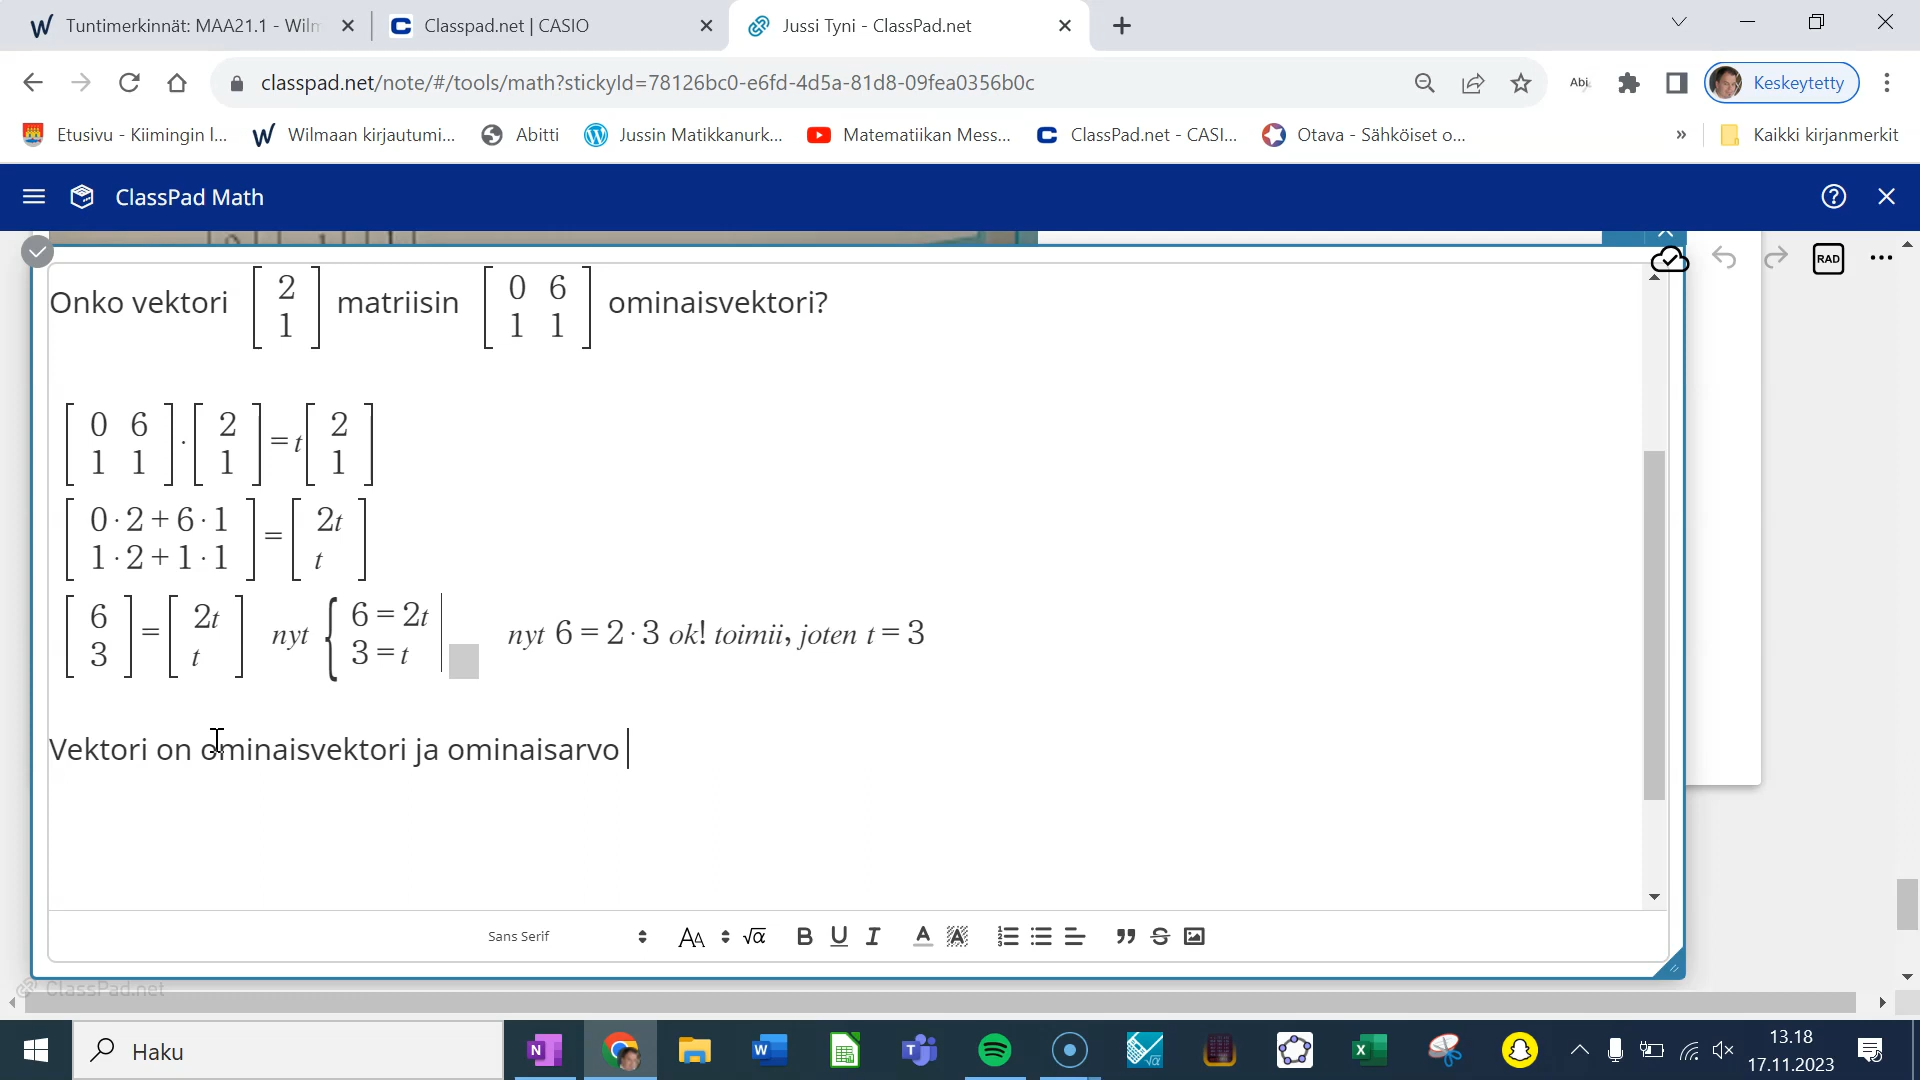 Tuntimerkinnät: MAA21.1 - Wilm
Classpad.net | CASIO
Jussi Tyni - ClassPad.net
classpad.net/note/#/tools/math?stickyId=78126bc0-e6fd-4d5a-81d8-09fea0356b0c
Abi
Keskeytetty
Etusivu - Kiimingin l...
Wilmaan kirjautumi...
Abitti
Jussin Matikkanurk...
Matematiikan Mess...
ClassPad.net - CASI...
Otava - Sähköiset o...
»
Kaikki kirjanmerkit
ClassPad Math
RAD
Onko vektori [2 1] matriisin [0 6 1 1] ominaisvektori?
[0 6 1 1] · [2 1] = t [2 1]
[0·2+6·1 1·2+1·1] = [2t t]
[6 3] = [2t t] nyt { 6=2t 3=t nyt 6=2·3 ok! toimii, joten t=3
Vektori on ominaisvektori ja ominaisarvo
Sans Serif
ClassPad.net
Haku
13.18
17.11.2023